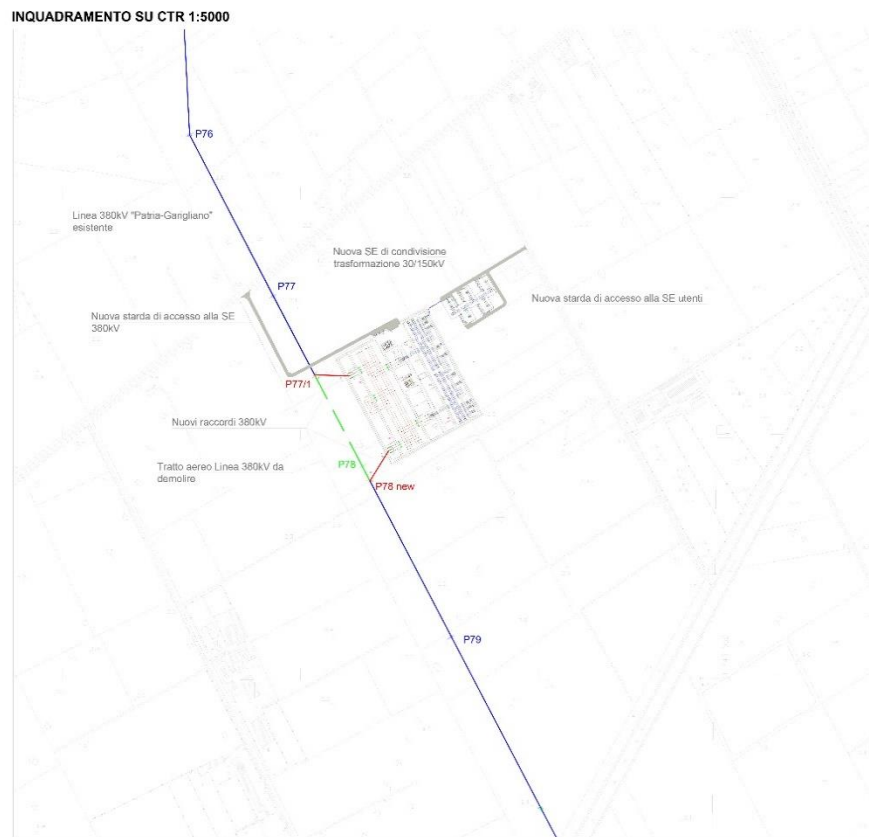 INQUADRAMENTO SU CTR 1:5000
P76
Linea 380kV "Patria-Garigliano"
esistente
Nuova SE di condivisione
trasformazione 30/150kV
P77
Nuova starda di accesso alla SE utenti
Nuova starda di accesso alla SE
380kV
P77/1
Nuovi raccordi 380kV
P78
Tratto aereo Linea 380kV da
demolire
P78 new
P79